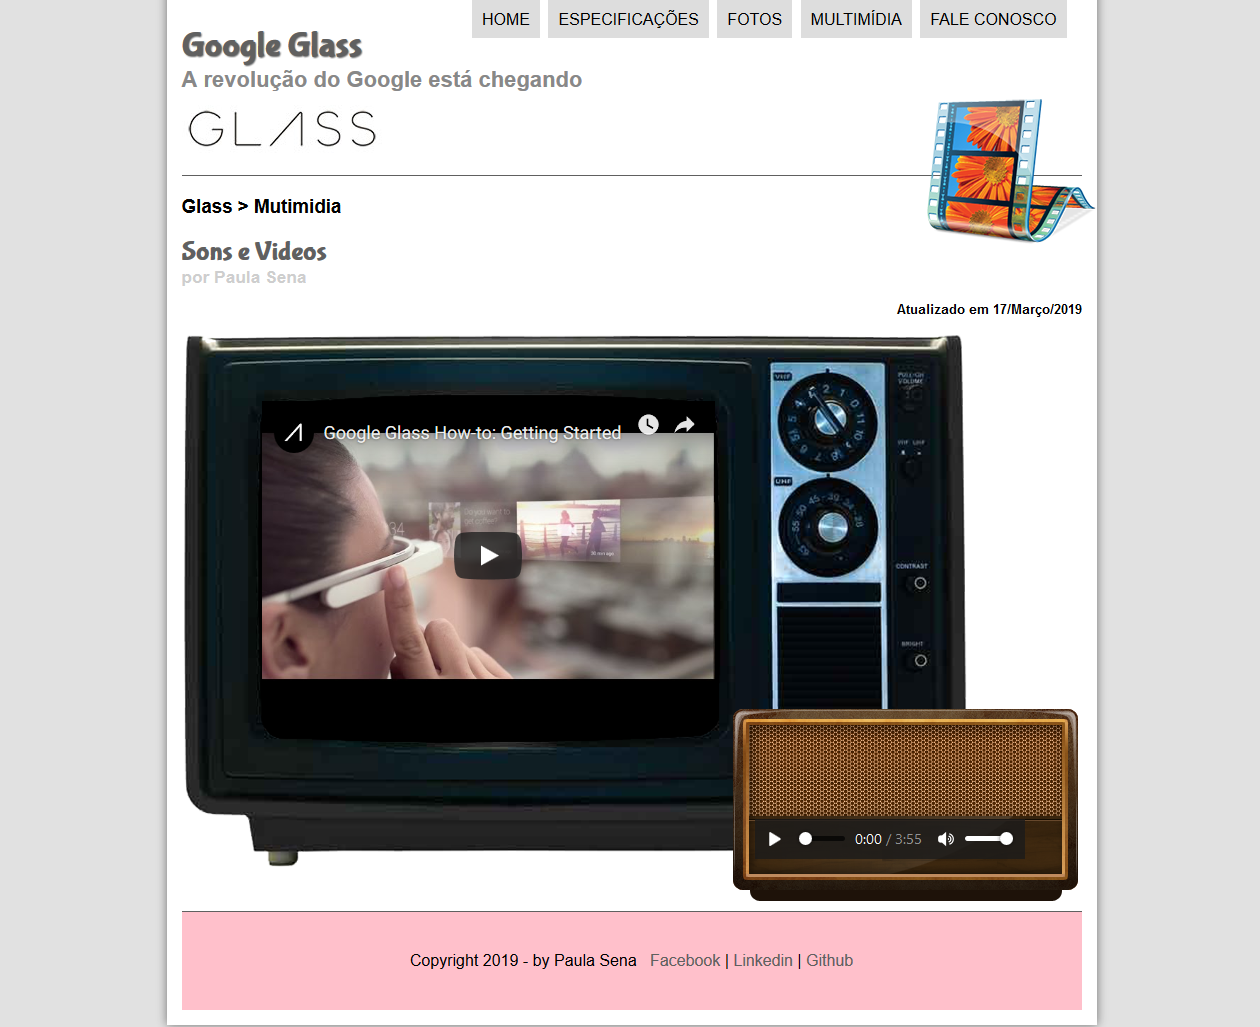 HOME ESPECIFICAÇÕES FOTOS MULTIMÍDIA FALE CONOSCO
Google Glass
A revolução do Google está chegando
GLASS
Glass > Mutimidia
Sons e Videos
por Paula Sena
Atualizado em 17/Março/2019
Google Glass How-to: Getting Started
VHF
PULL-ON
VOLUME
UHF
CONTRAST
BRIGHT
0:00 / 3:55
Copyright 2019 - by Paula Sena Facebook | Linkedin | Github